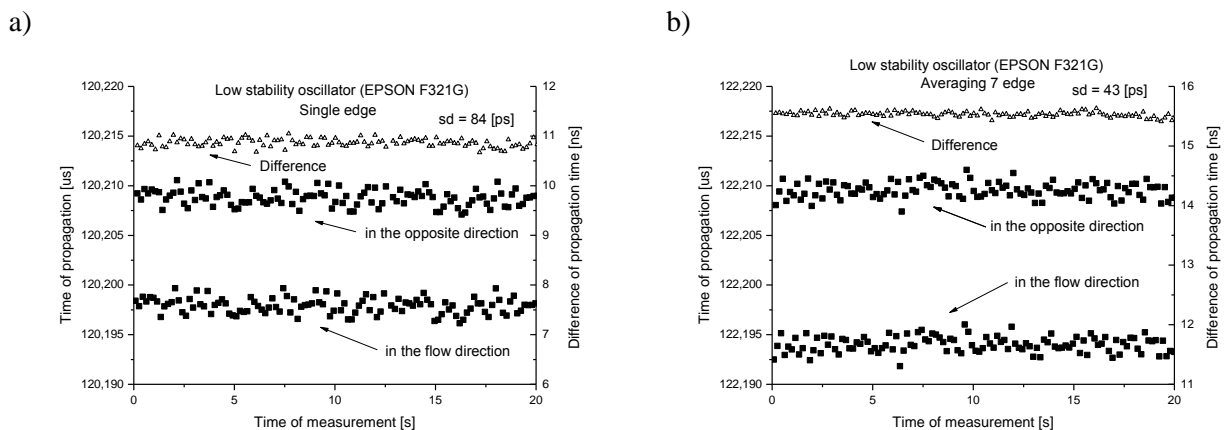 a)
Low stability oscillator (EPSON F321G)
Single edge
sd = 84 [ps]
Difference
in the opposite direction
in the flow direction
Time of propagation [us]
120,220
120,215
120,210
120,205
120,200
120,195
120,190
Difference of propagation time [ns]
12
11
10
9
8
7
6
0 5 10 15 20
Time of measurement [s]
b)
Low stability oscillator (EPSON F321G)
Averaging 7 edge
sd = 43 [ps]
Difference
in the opposite direction
in the flow direction
Time of propagation [us]
122,220
122,215
122,210
122,205
122,200
122,195
122,190
Difference of propagation time [ns]
16
15
14
13
12
11
0 5 10 15 20
Time of measurement [s]